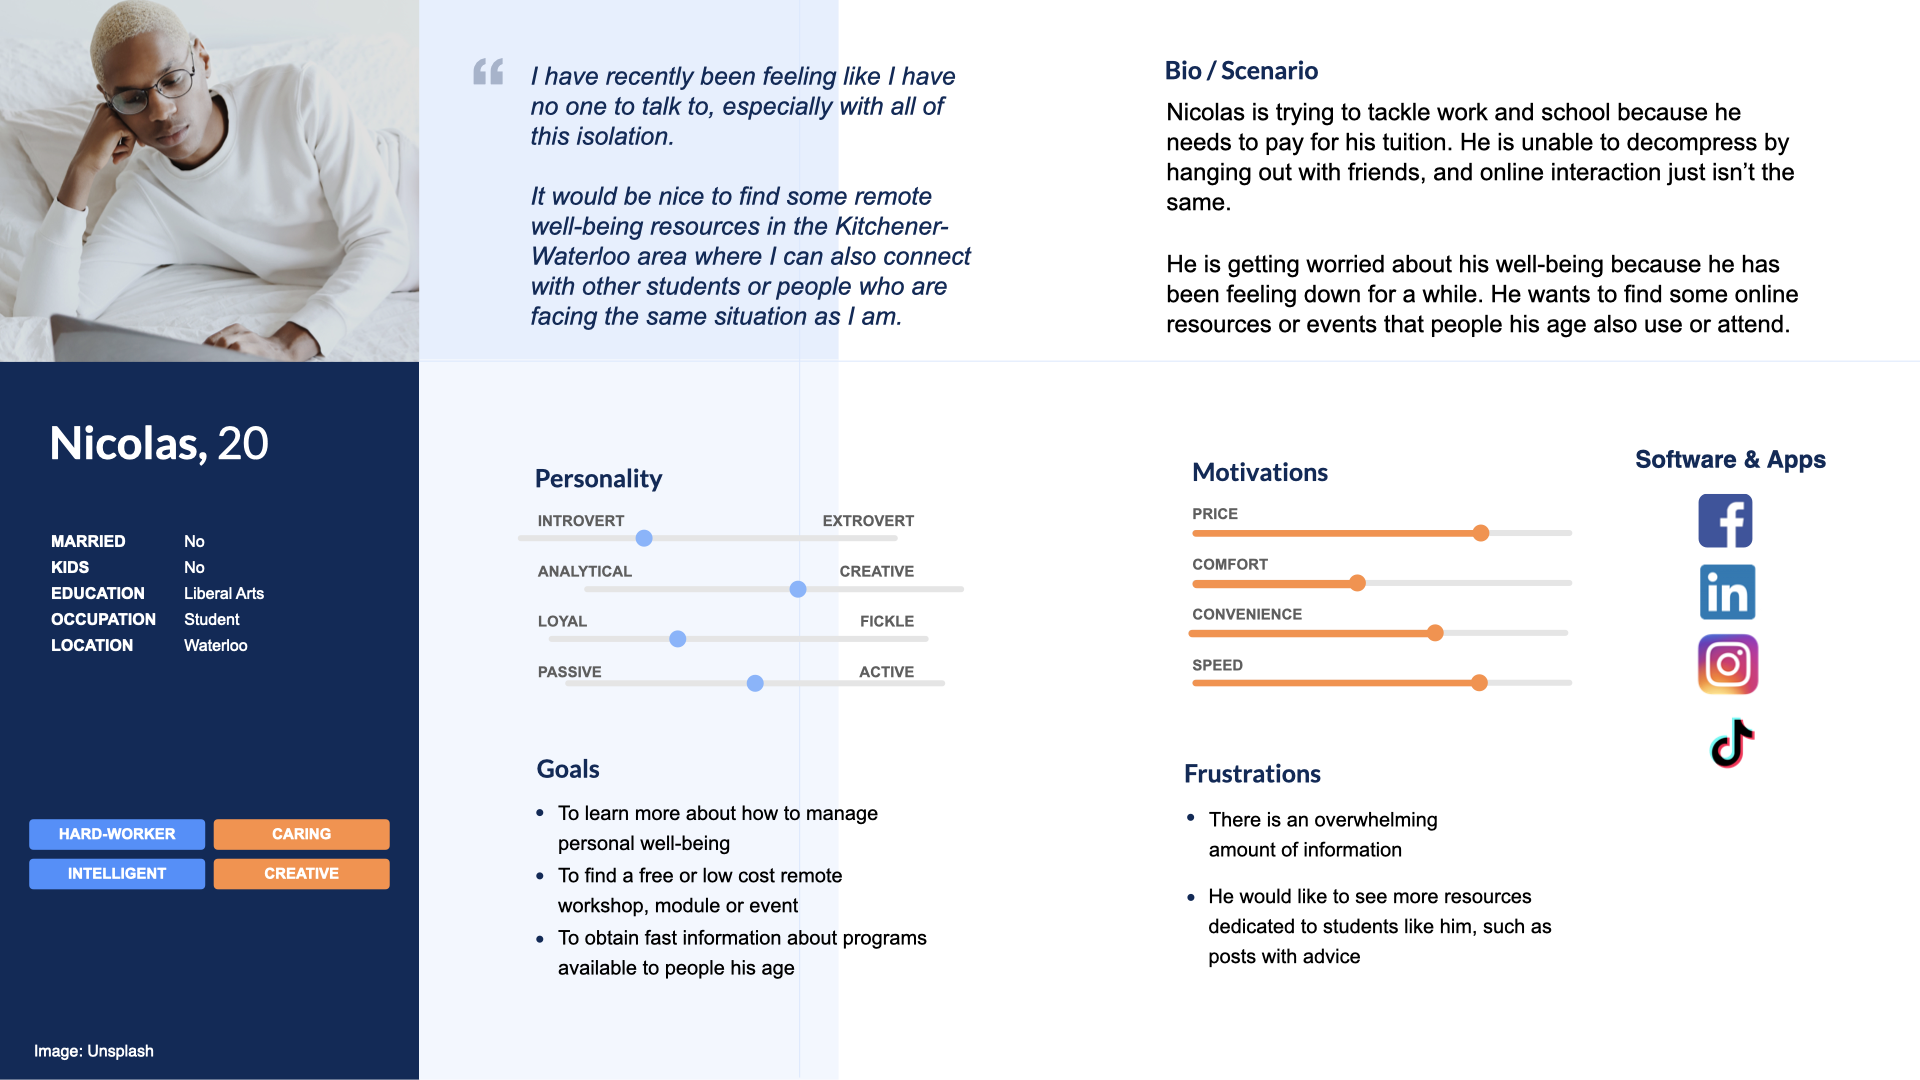 “
I have recently been feeling like I have
no one to talk to, especially with all of
this isolation.
It would be nice to find some remote
well-being resources in the Kitchener-
Waterloo area where I can also connect
with other students or people who are
facing the same situation as I am.
Bio / Scenario
Nicolas is trying to tackle work and school because he
needs to pay for his tuition. He is unable to decompress by
hanging out with friends, and online interaction just isn’t the
same.
He is getting worried about his well-being because he has
been feeling down for a while. He wants to find some online
resources or events that people his age also use or attend.
Nicolas, 20
MARRIED No
KIDS No
EDUCATION Liberal Arts
OCCUPATION Student
LOCATION Waterloo
HARD-WORKER CARING
INTELLIGENT CREATIVE
Image: Unsplash
Personality
INTROVERT EXTROVERT
ANALYTICAL CREATIVE
LOYAL FICKLE
PASSIVE ACTIVE
Goals
• To learn more about how to manage
personal well-being
• To find a free or low cost remote
workshop, module or event
• To obtain fast information about programs
available to people his age
Motivations
PRICE
COMFORT
CONVENIENCE
SPEED
Frustrations
• There is an overwhelming
amount of information
• He would like to see more resources
dedicated to students like him, such as
posts with advice
Software & Apps
f
in